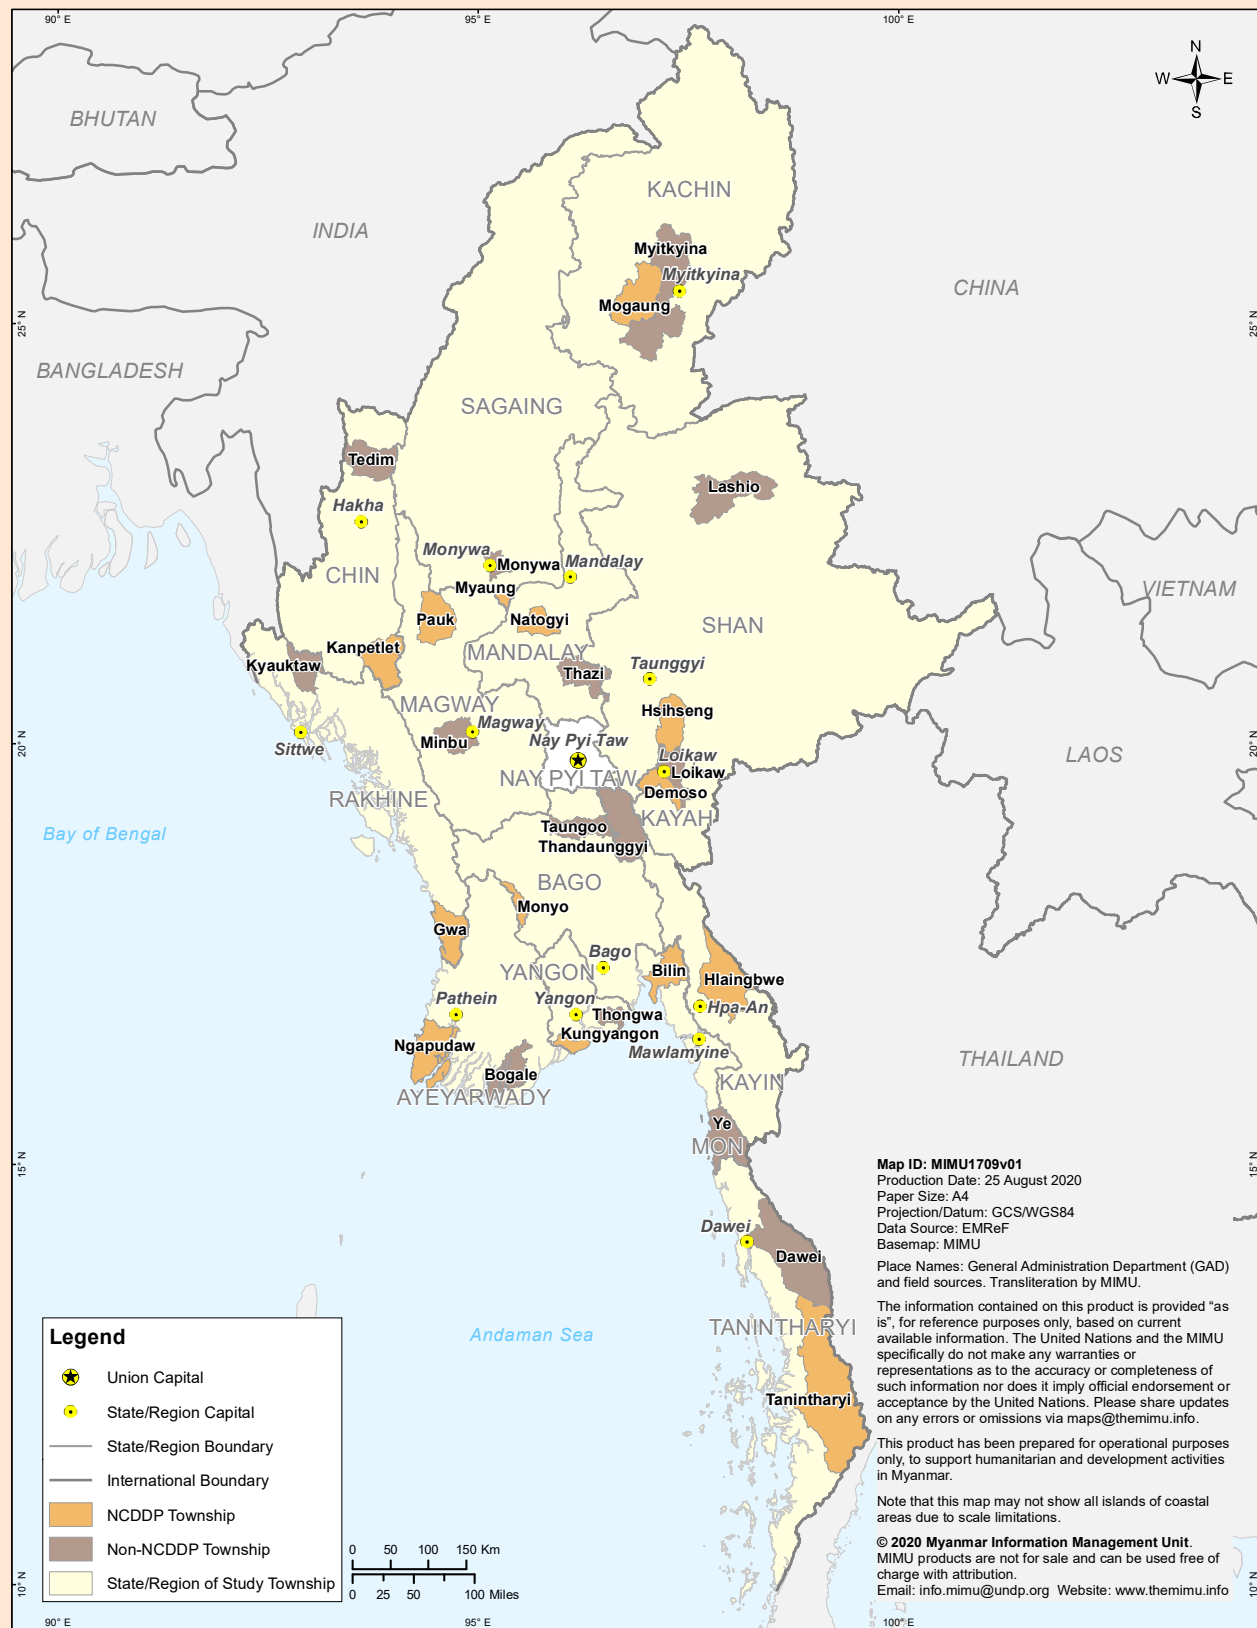 90° E
95° E
100° E
N
W
E
S
BHUTAN
KACHIN
INDIA
Myitkyina
Myitkyina
CHINA
Mogaung
25° N
25° N
BANGLADESH
SAGAING
Tedim
Lashio
Hakha
Monywa
Monywa
Mandalay
CHIN
Myaung
VIETNAM
Pauk
Natogyi
SHAN
Kanpetlet
MANDALAY
Kyauktaw
Thazi
Taunggyi
MAGWAY
Hsihseng
Magway
Minbu
Nay Pyi Taw
Sittwe
20° N
20° N
Loikaw
LAOS
NAY PYI TAW
Loikaw
Demoso
RAKHINE
KAYAH
Bay of Bengal
Taungoo
Thandaunggyi
BAGO
Monyo
Gwa
Bago
YANGON
Bilin
Hlaingbwe
Pathein
Yangon
Hpa-An
Thongwa
Kungyangon
Ngapudaw
Mawlamyine
THAILAND
Bogale
KAYIN
AYEYARWADY
Ye
MON
15° N
15° N
Map ID: MIMU1709v01
Production Date: 25 August 2020
Paper Size: A4
Projection/Datum: GCS/WGS84
Data Source: EMReF
Basemap: MIMU
Place Names: General Administration Department (GAD)
and field sources. Transliteration by MIMU.
The information contained on this product is provided “as
is”, for reference purposes only, based on current
available information. The United Nations and the MIMU
specifically do not make any warranties or
representations as to the accuracy or completeness of
such information nor does it imply official endorsement or
acceptance by the United Nations. Please share updates
on any errors or omissions via maps@themimu.info.
This product has been prepared for operational purposes
only, to support humanitarian and development activities
in Myanmar.
Note that this map may not show all islands of coastal
areas due to scale limitations.
© 2020 Myanmar Information Management Unit.
MIMU products are not for sale and can be used free of
charge with attribution.
Email: info.mimu@undp.org Website: www.themimu.info
Dawei
Dawei
TANINTHARYI
Andaman Sea
Tanintharyi
Legend
Union Capital
State/Region Capital
State/Region Boundary
International Boundary
NCDDP Township
Non-NCDDP Township
State/Region of Study Township
0 50 100 150 Km
0 25 50 100 Miles
10° N
10° N
90° E
95° E
100° E